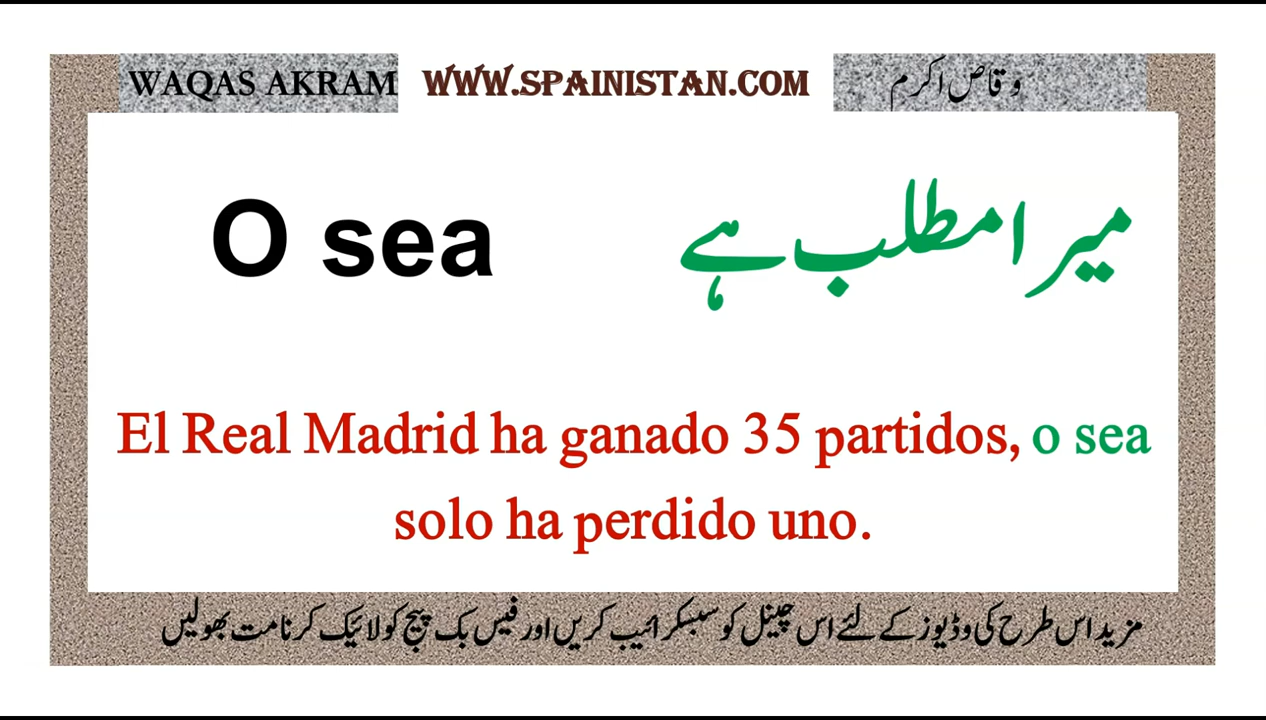 WAQAS AKRAM WWW.SPAINISTAN.COM وقاص اکرم
O sea میرا مطلب ہے
El Real Madrid ha ganado 35 partidos, o sea
solo ha perdido uno.
مزید اس طرح کی وڈیوز کے لئے اس چینل کو سبسکرائیب کریں اور فیس بک پیج کو لائیک کرنا مت بھولیں